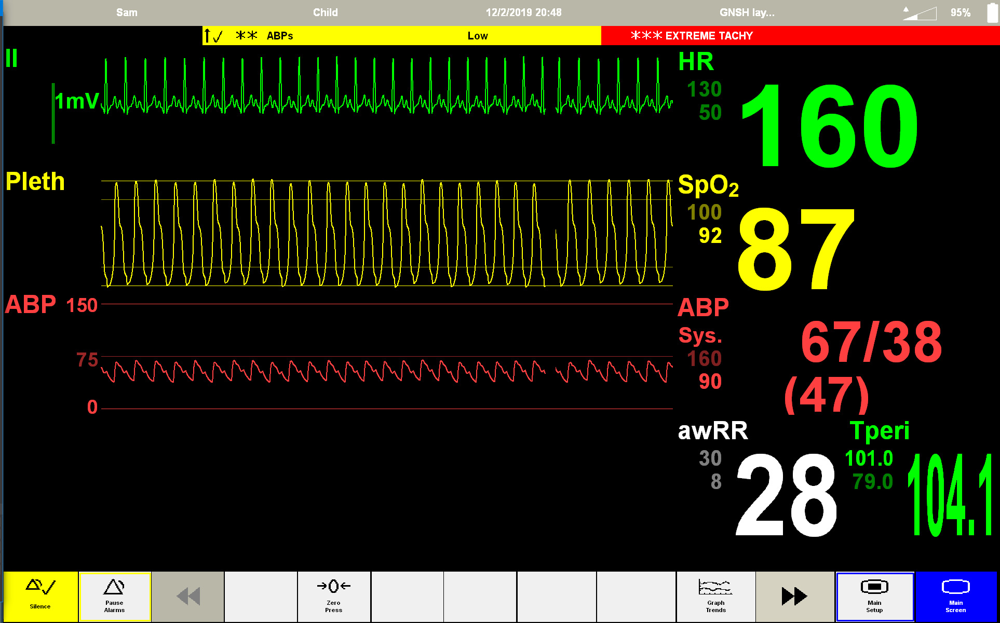 Sam Child 12/2/2019 20:48 GNSH lay... 95%
** ABPs Low *** EXTREME TACHY
II
1mV
HR
130
50
160
Pleth
SpO2
100
92
87
ABP 150
75
0
ABP
Sys.
160
90
67/38
(47)
awRR
30
8
28
Tperi
101.0
79.0
104.1
Silence
Pause
Alarms
Zero
Press
Graph
Trends
Main
Setup
Main
Screen